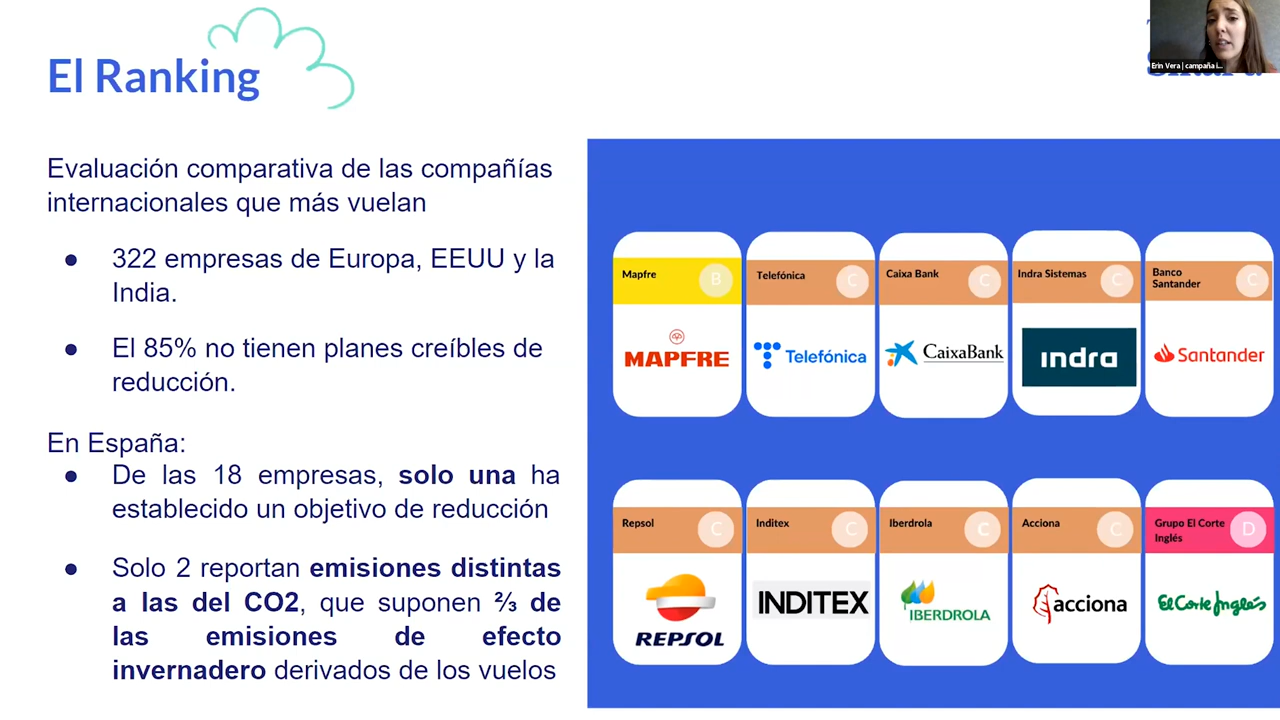 El Ranking
Erin Vera | campaña i...
Evaluación comparativa de las compañías
internacionales que más vuelan
● 322 empresas de Europa, EEUU y la
India.
● El 85% no tienen planes creíbles de
reducción.
En España:
● De las 18 empresas, solo una ha
establecido un objetivo de reducción
● Solo 2 reportan emisiones distintas
a las del CO2, que suponen ⅔ de
las emisiones de efecto
invernadero derivados de los vuelos
Mapfre B
MAPFRE
Telefónica C
Telefónica
Caixa Bank C
CaixaBank
Indra Sistemas C
indra
Banco
Santander C
Santander
Repsol C
REPSOL
Inditex C
INDITEX
Iberdrola C
IBERDROLA
Acciona C
acciona
Grupo El Corte
Inglés D
El Corte Inglés